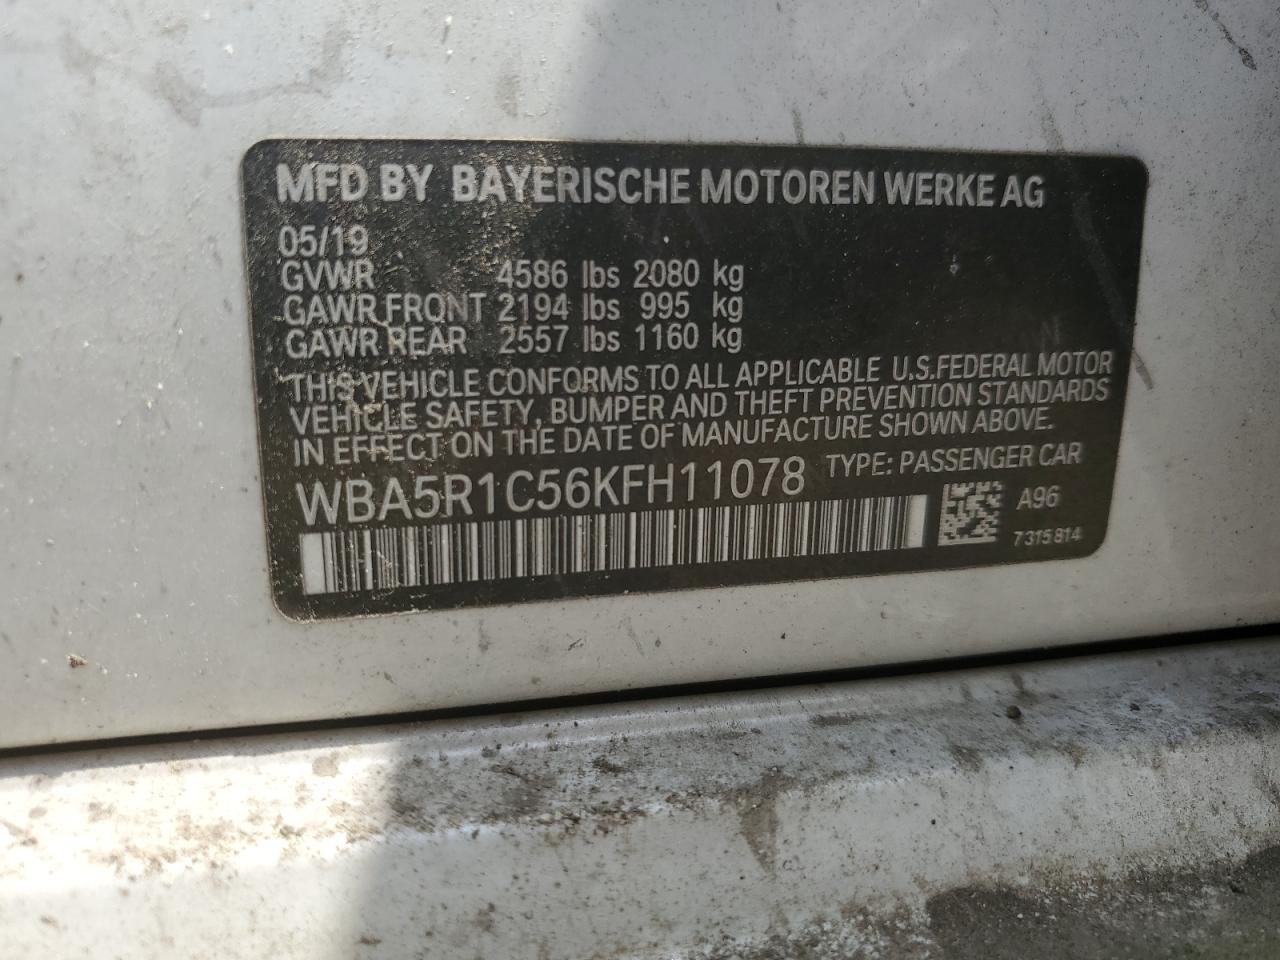 MFD BY BAYERISCHE MOTOREN WERKE AG
05/19
GVWR 4586 lbs 2080 kg
GAWR FRONT 2194 lbs 995 kg
GAWR REAR 2557 lbs 1160 kg
THIS VEHICLE CONFORMS TO ALL APPLICABLE U.S.FEDERAL MOTOR
VEHICLE SAFETY, BUMPER AND THEFT PREVENTION STANDARDS
IN EFFECT ON THE DATE OF MANUFACTURE SHOWN ABOVE.
WBA5R1C56KFH11078 TYPE: PASSENGER CAR
A96
7315814